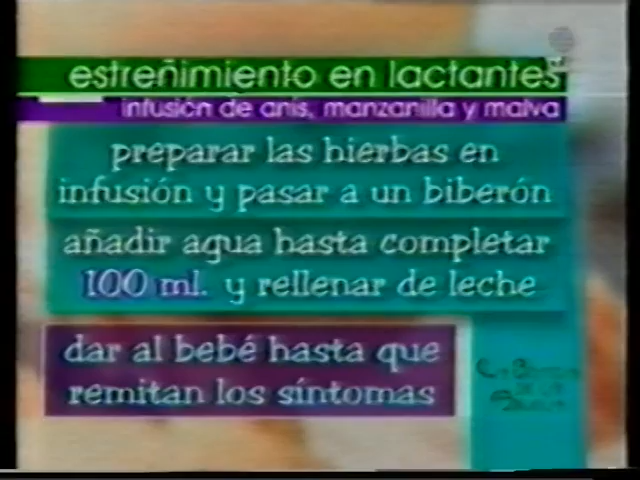 estreñimiento en lactantes
infusión de anis, manzanilla y malva
preparar las hierbas en
infusión y pasar a un biberón
añadir agua hasta completar
100 ml. y rellenar de leche
dar al bebé hasta que
remitan los síntomas